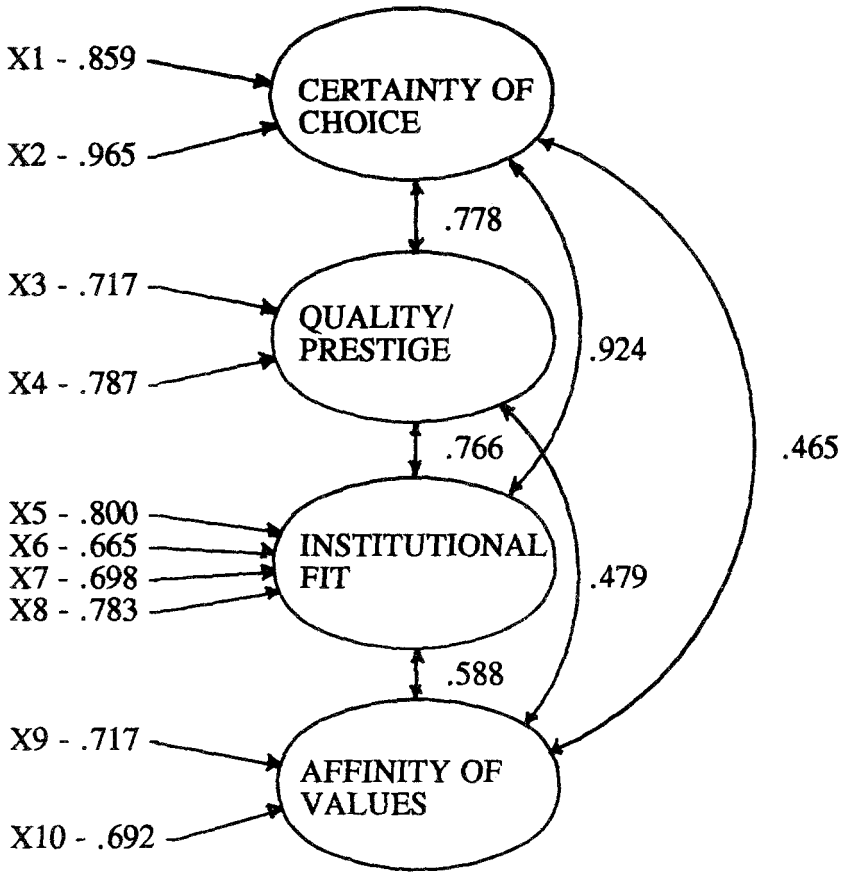 X1 - .859
CERTAINTY OF
CHOICE
X2 - .965
.778
X3 - .717
QUALITY/
PRESTIGE
X4 - .787
.924
.766
.465
X5 - .800
X6 - .665
X7 - .698
X8 - .783
INSTITUTIONAL
FIT
.479
.588
X9 - .717
AFFINITY OF
VALUES
X10 - .692